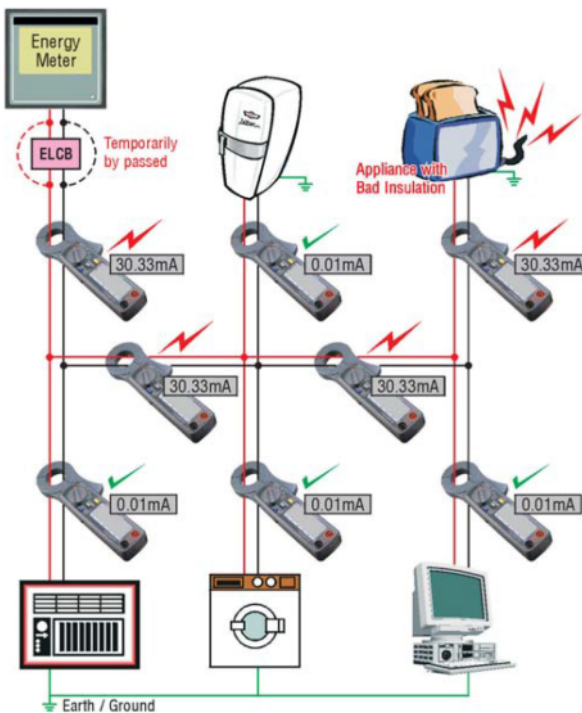 Energy
Meter
ELCB
Temporarily
by passed
Appliance with
Bad Insulation
30.33mA
0.01mA
30.33mA
30.33mA
30.33mA
0.01mA
0.01mA
0.01mA
Earth / Ground